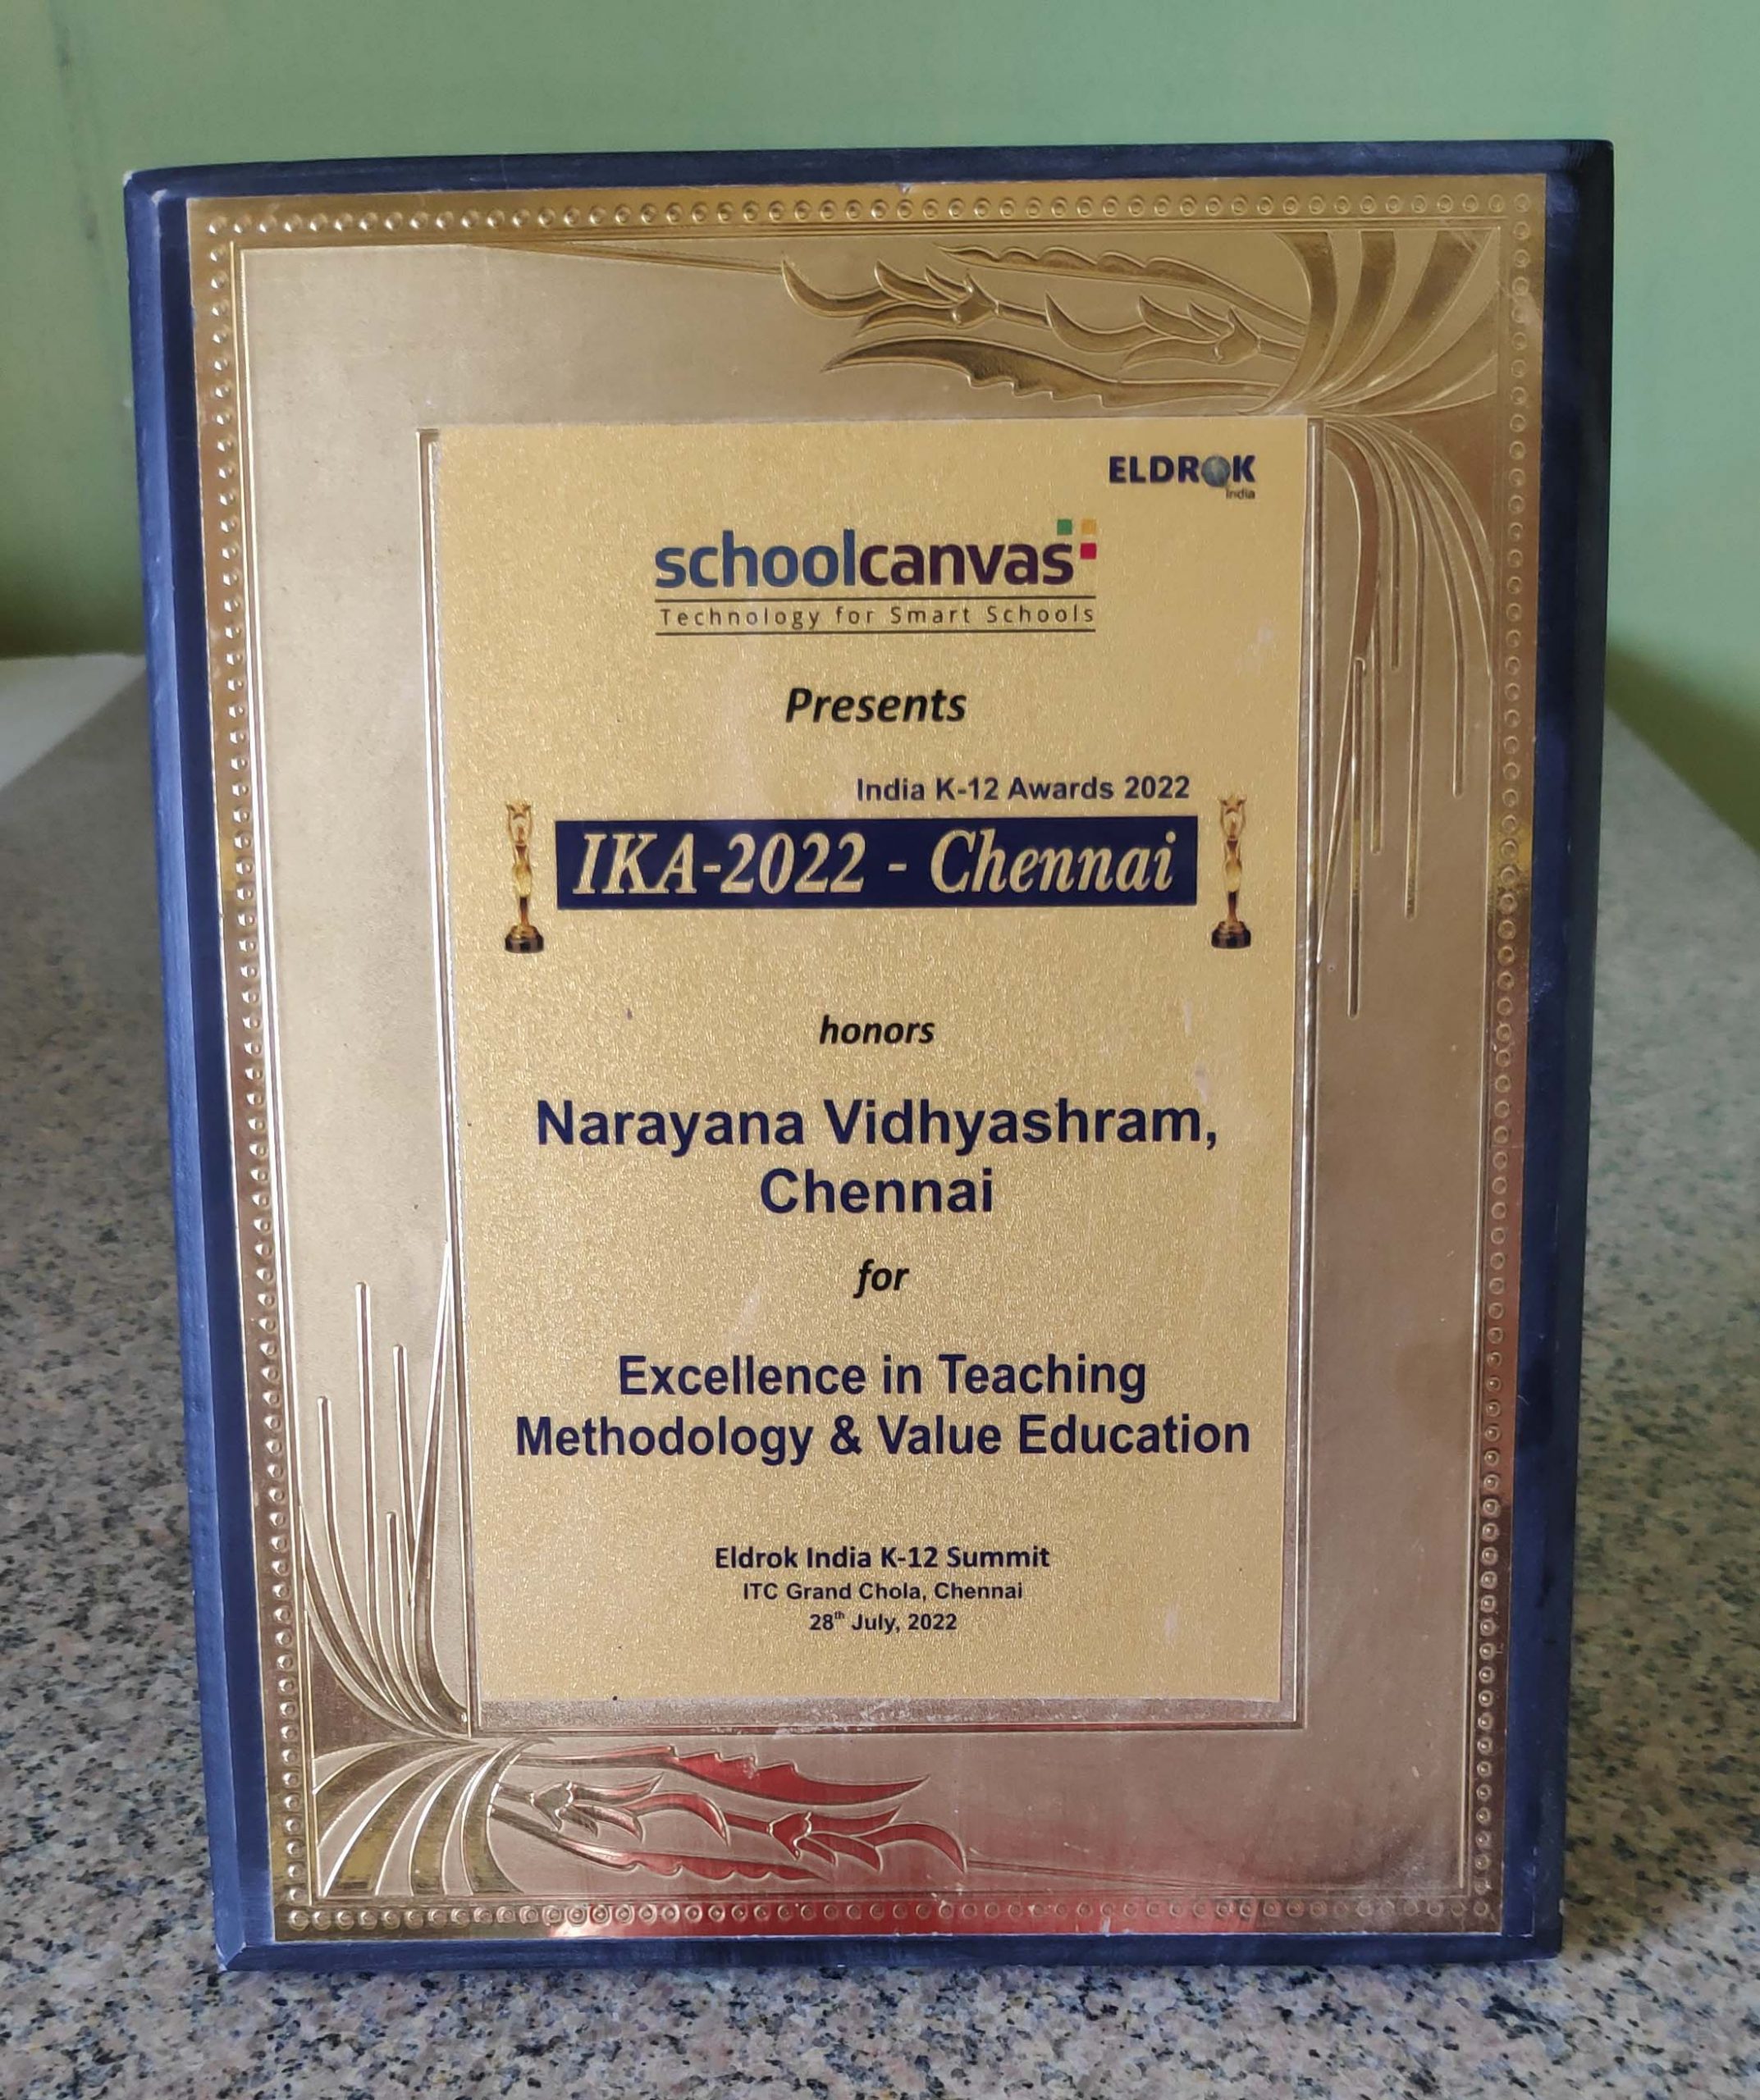 ELDROK
India
schoolcanvas
Technology for Smart Schools
Presents
India K-12 Awards 2022
IKA-2022 - Chennai
honors
Narayana Vidhyashram,
Chennai
for
Excellence in Teaching
Methodology & Value Education
Eldrok India K-12 Summit
ITC Grand Chola, Chennai
28th July, 2022